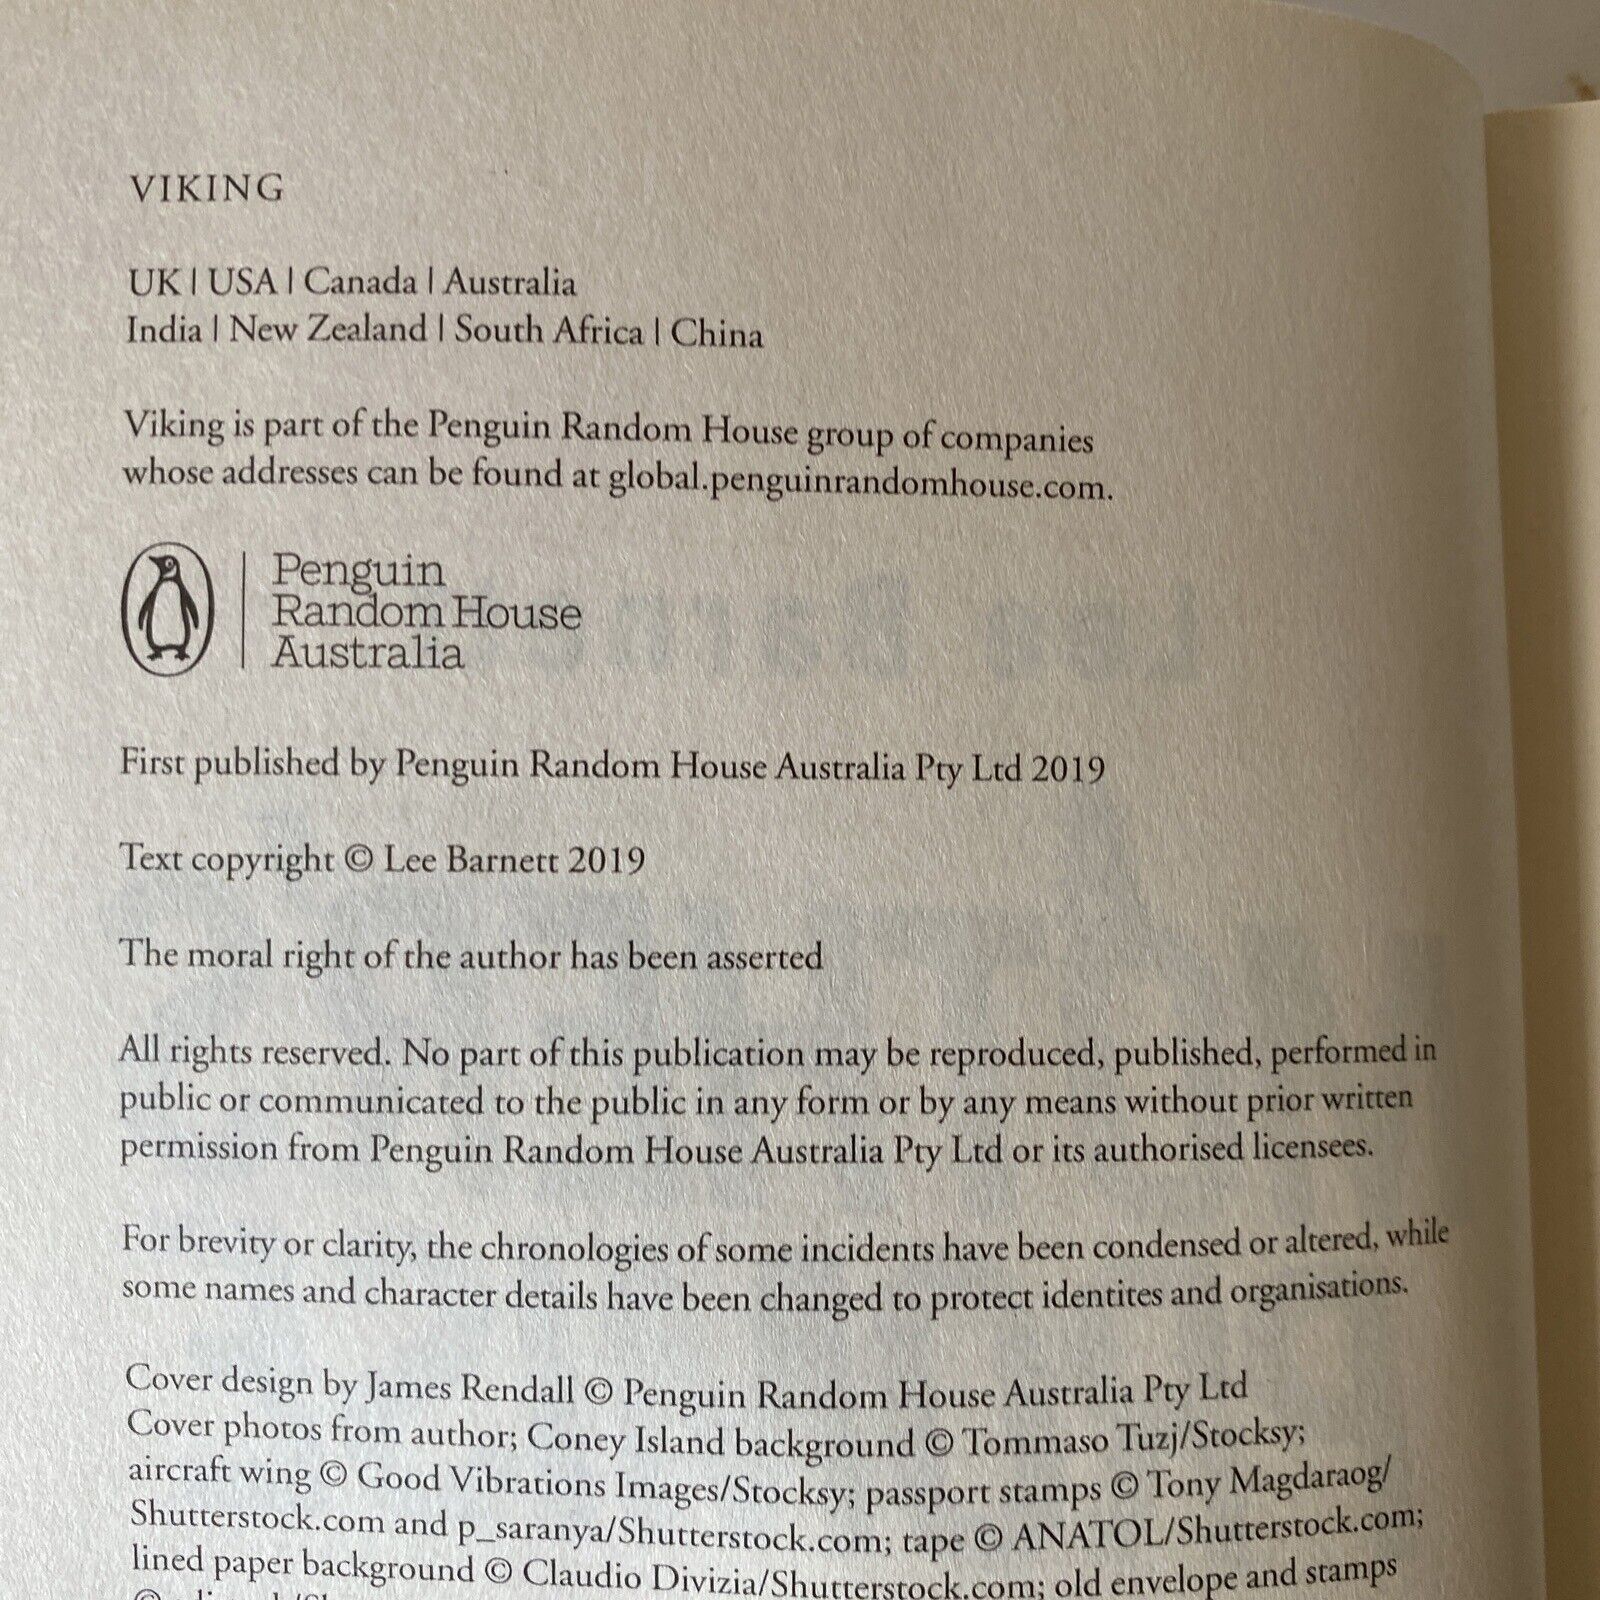 VIKING
UK | USA | Canada | Australia
India | New Zealand | South Africa | China
Viking is part of the Penguin Random House group of companies
whose addresses can be found at global.penguinrandomhouse.com.
Penguin
Random House
Australia
First published by Penguin Random House Australia Pty Ltd 2019
Text copyright © Lee Barnett 2019
The moral right of the author has been asserted
All rights reserved. No part of this publication may be reproduced, published, performed in
public or communicated to the public in any form or by any means without prior written
permission from Penguin Random House Australia Pty Ltd or its authorised licensees.
For brevity or clarity, the chronologies of some incidents have been condensed or altered, while
some names and character details have been changed to protect identites and organisations.
Cover design by James Rendall © Penguin Random House Australia Pty Ltd
Cover photos from author; Coney Island background © Tommaso Tuzj/Stocksy;
aircraft wing © Good Vibrations Images/Stocksy; passport stamps © Tony Magdaraog/
Shutterstock.com and p_saranya/Shutterstock.com; tape © ANATOL/Shutterstock.com;
lined paper background © Claudio Divizia/Shutterstock.com; old envelope and stamps